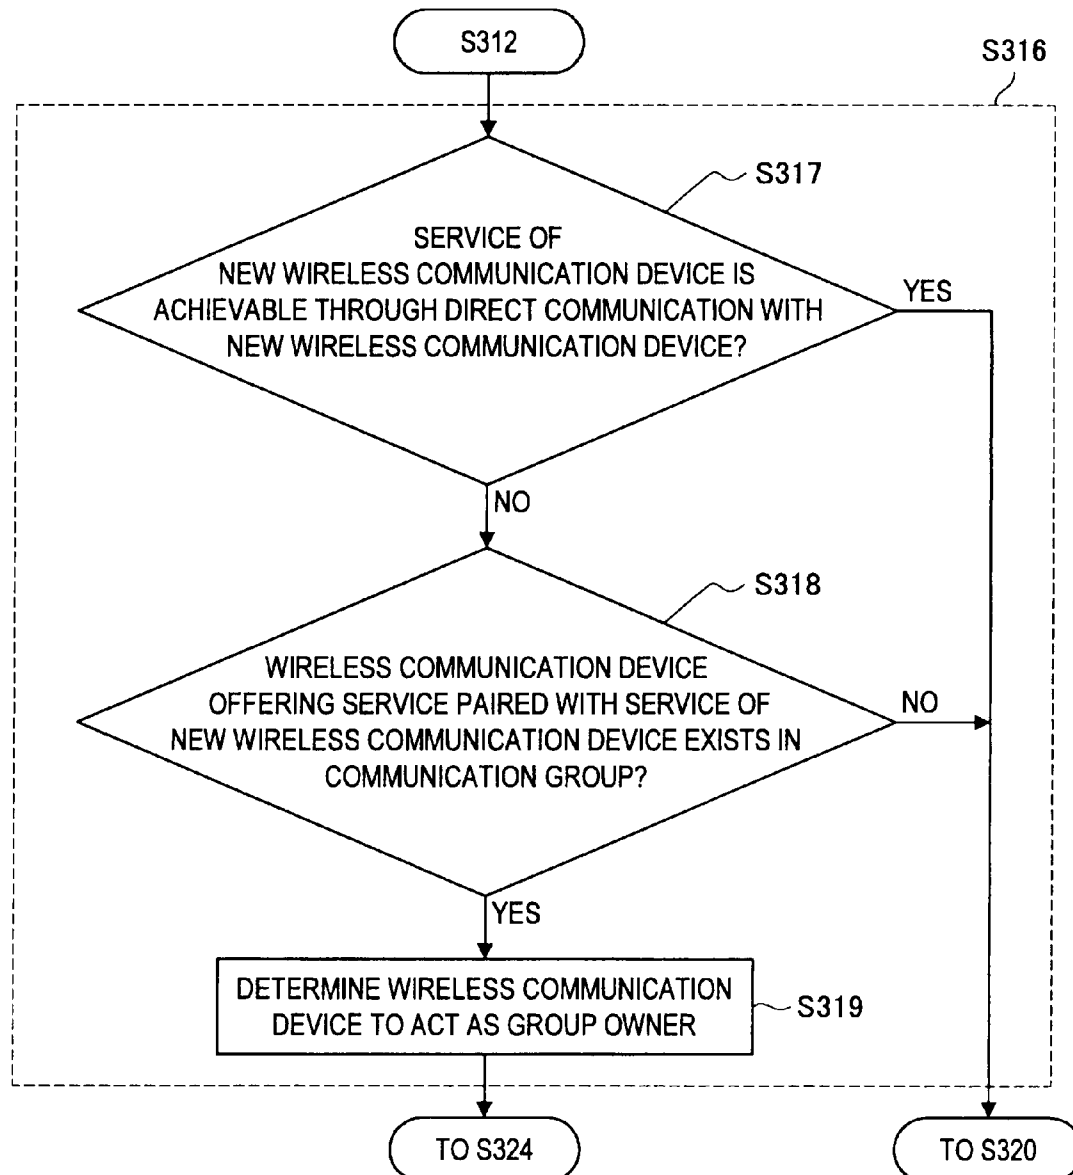 S312
S316
S317
SERVICE OF
NEW WIRELESS COMMUNICATION DEVICE IS
ACHIEVABLE THROUGH DIRECT COMMUNICATION WITH
NEW WIRELESS COMMUNICATION DEVICE?
YES
NO
S318
WIRELESS COMMUNICATION DEVICE
OFFERING SERVICE PAIRED WITH SERVICE OF
NEW WIRELESS COMMUNICATION DEVICE EXISTS IN
COMMUNICATION GROUP?
NO
YES
DETERMINE WIRELESS COMMUNICATION
DEVICE TO ACT AS GROUP OWNER
S319
TO S324
TO S320